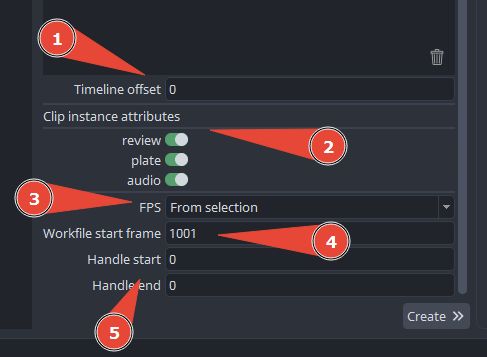 1
Timeline offset 0
Clip instance attributes
review
2
plate
audio
3
FPS From selection
Workfile start frame 1001
4
Handle start 0
Handle end 0
5
Create